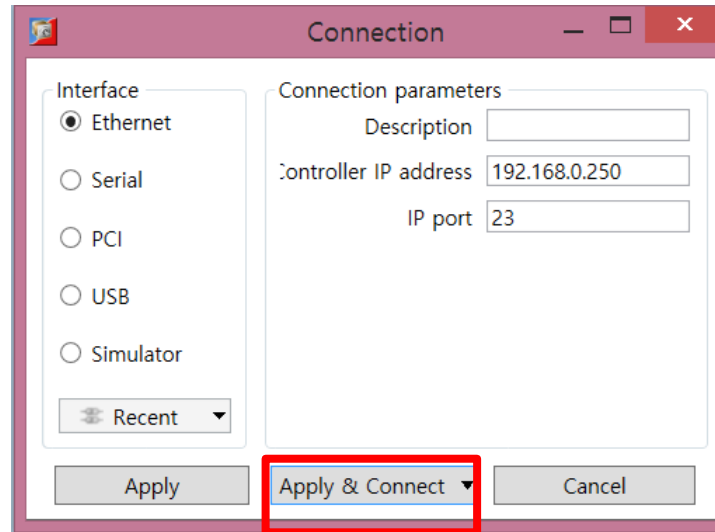 Connection
Interface
Ethernet
Serial
PCI
USB
Simulator
Recent
Connection parameters
Description
Controller IP address 192.168.0.250
IP port 23
Apply
Apply & Connect
Cancel